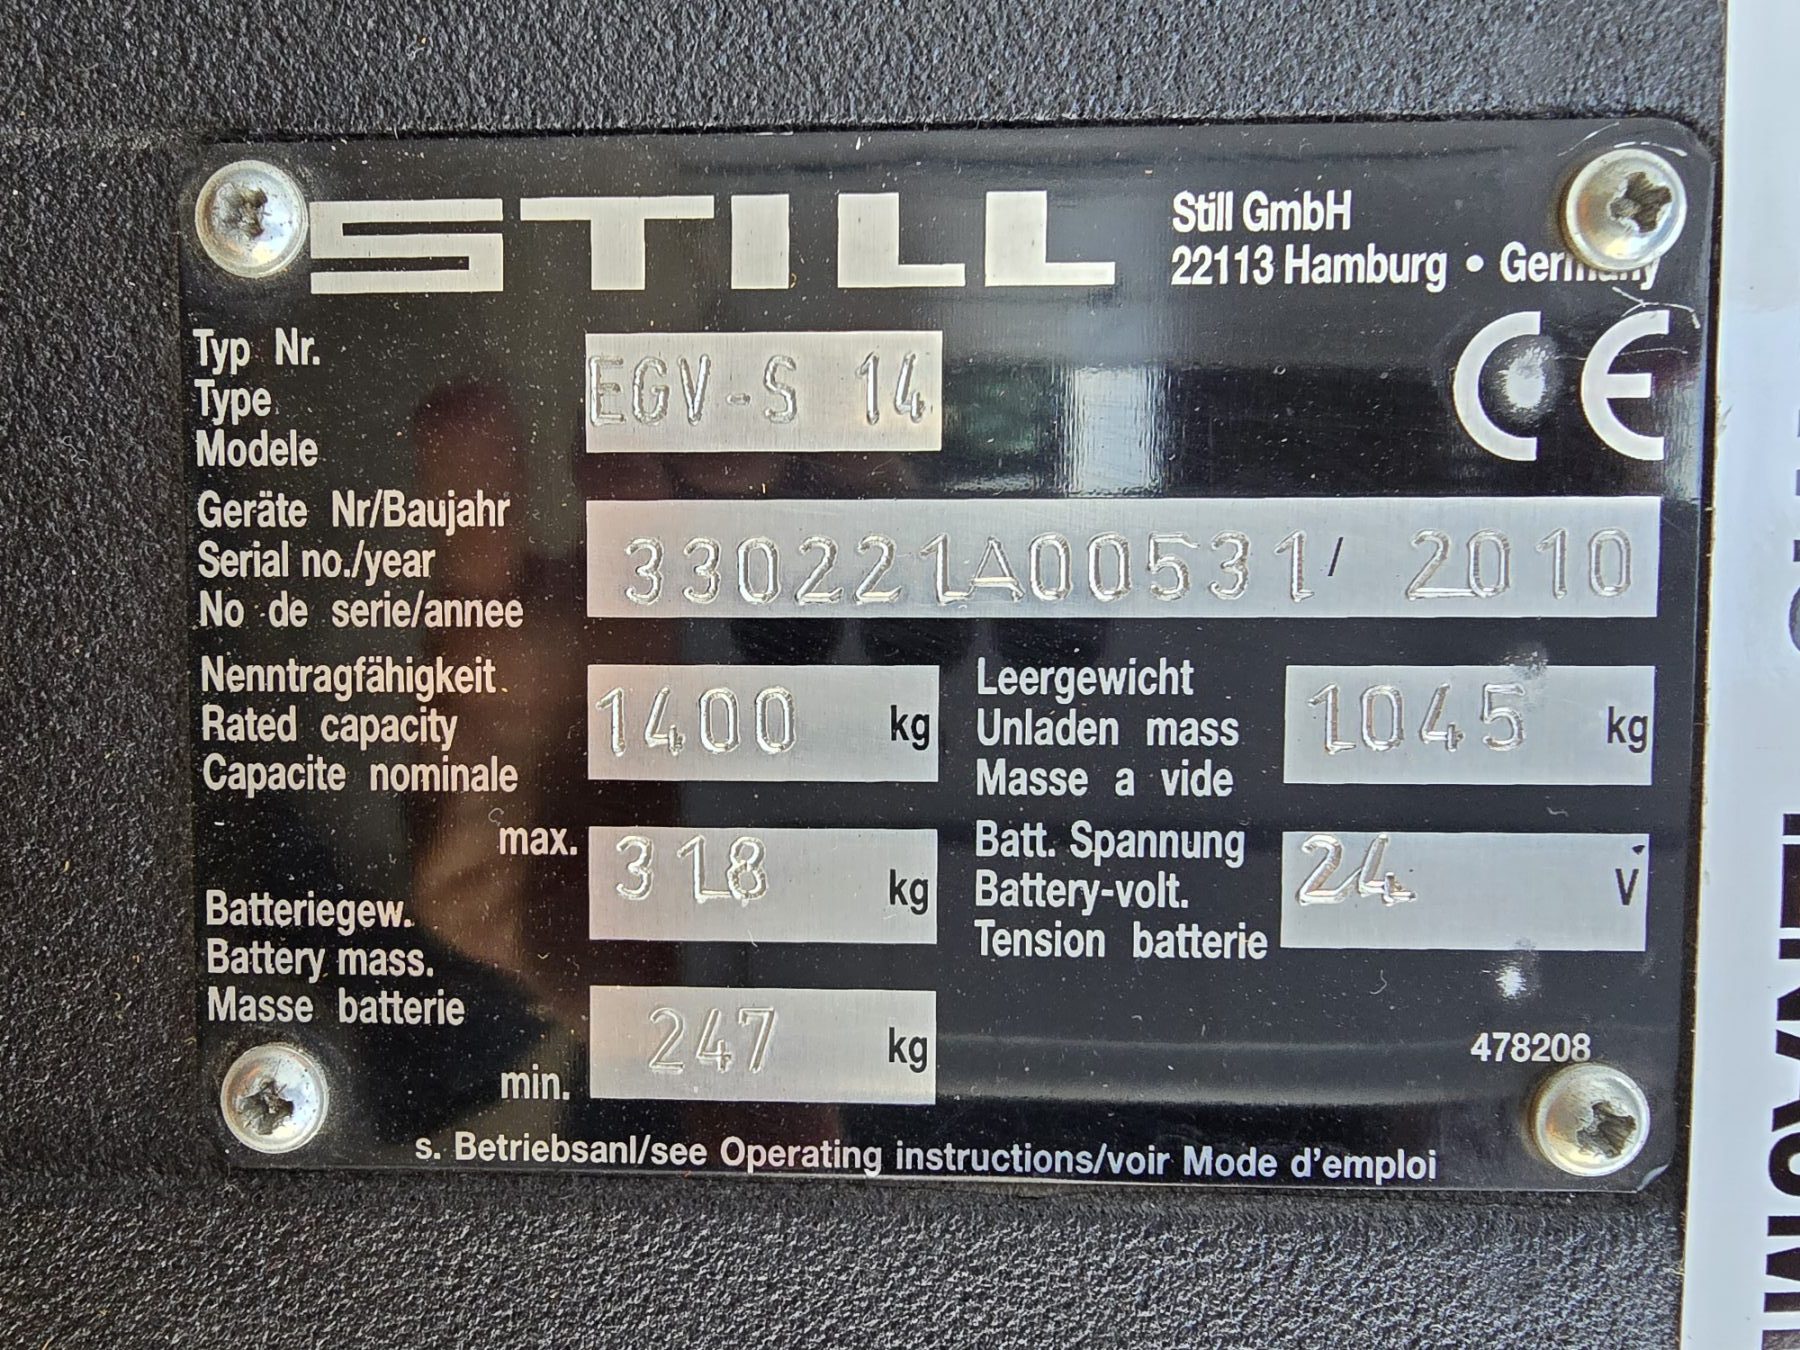 STILL
Still GmbH
22113 Hamburg • Germany
CE
Typ Nr.
Type
Modele
EGV-S 14
Geräte Nr/Baujahr
Serial no./year
No de serie/annee
330221A00531/ 2010
Nenntragfähigkeit
Rated capacity
Capacite nominale
1400 kg
Leergewicht
Unladen mass
Masse a vide
1045 kg
max. 318 kg
Batteriegew.
Battery mass.
Masse batterie
min. 247 kg
Batt. Spannung
Battery-volt.
Tension batterie
24 V
478208
s. Betriebsanl/see Operating instructions/voir Mode d'emploi